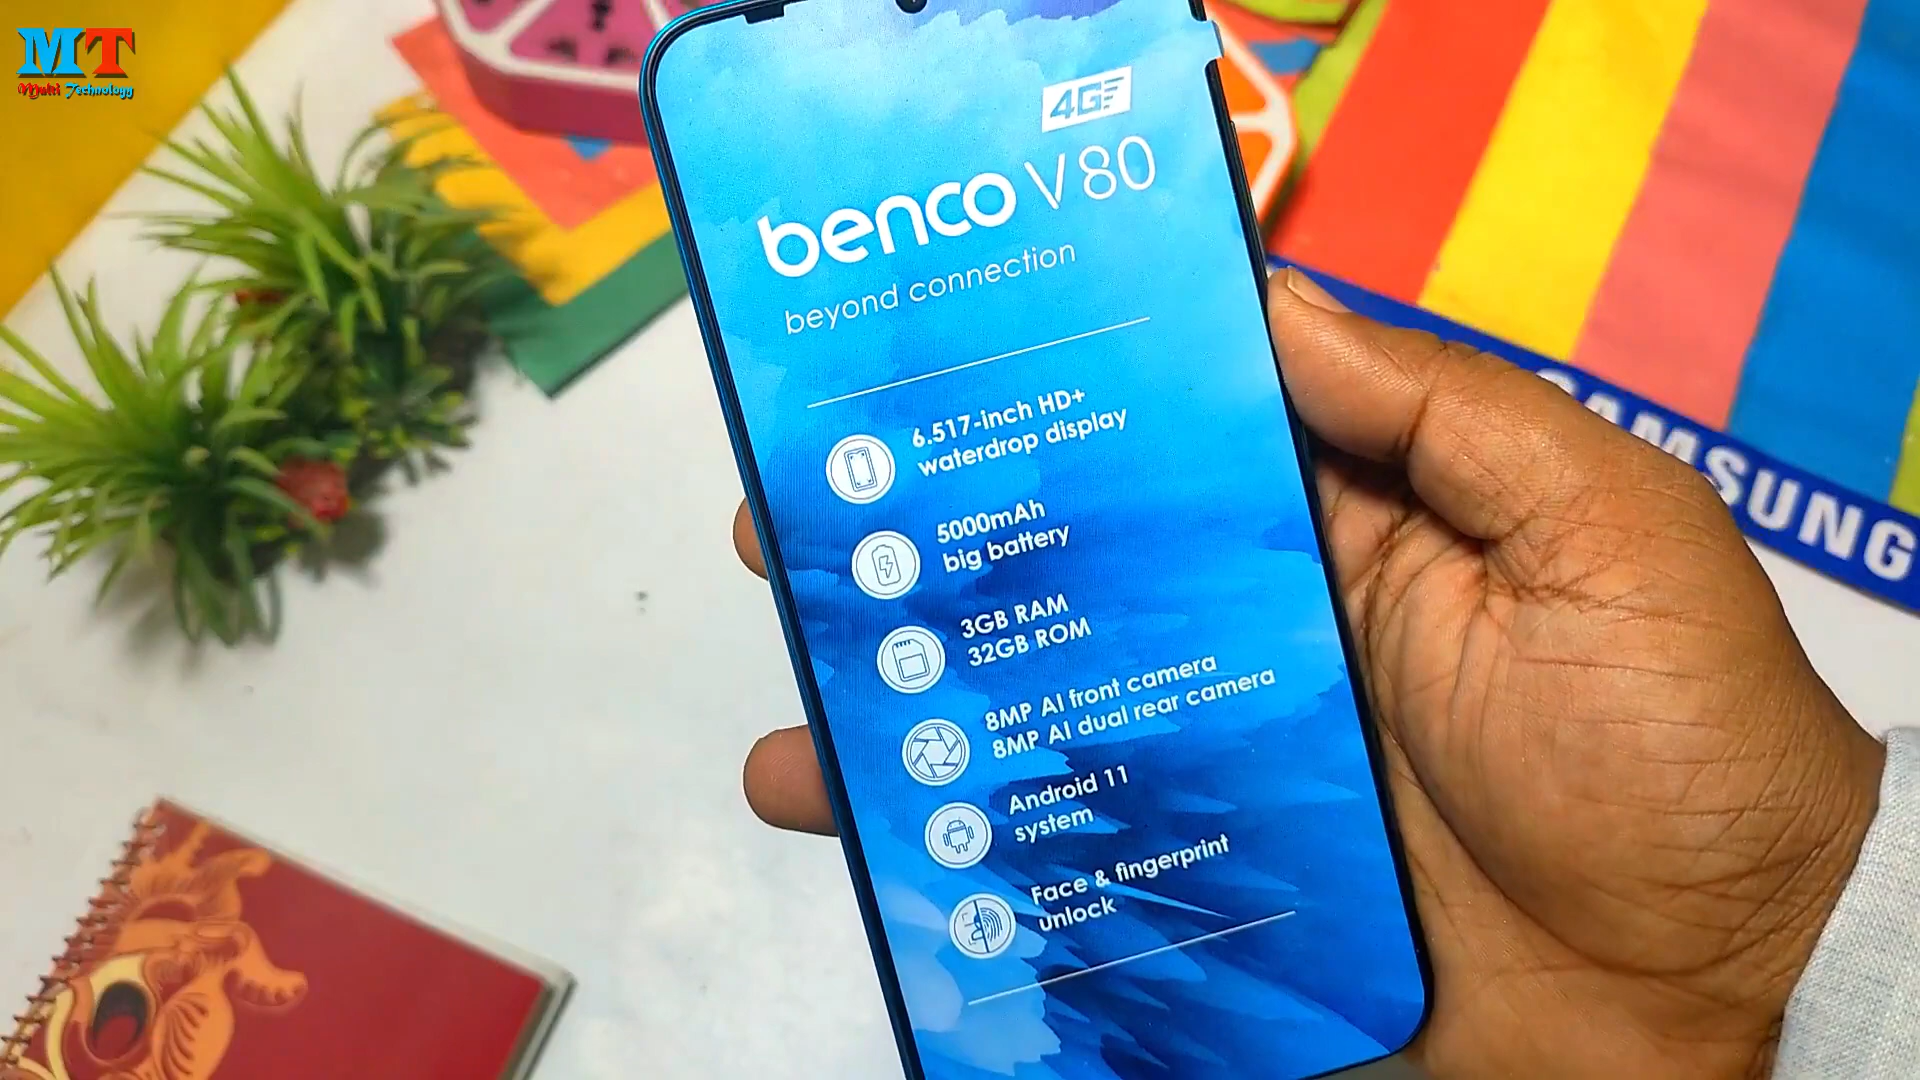 MT
Multi Technology
4G
benco V80
beyond connection
6.517-inch HD+
waterdrop display
5000mAh
big battery
3GB RAM
32GB ROM
8MP AI front camera
8MP AI dual rear camera
Android 11
system
Face & fingerprint
unlock
SAMSUNG